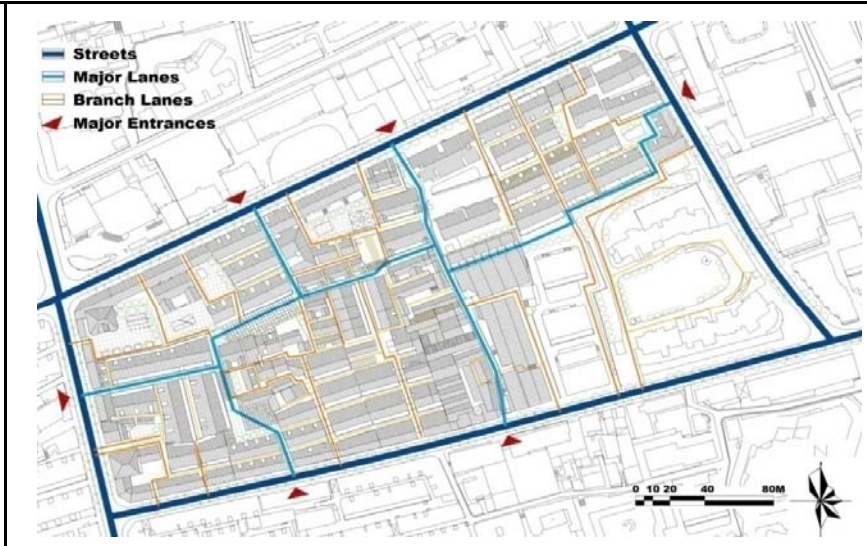 Streets
Major Lanes
Branch Lanes
Major Entrances
N
0 10 20 40 80M